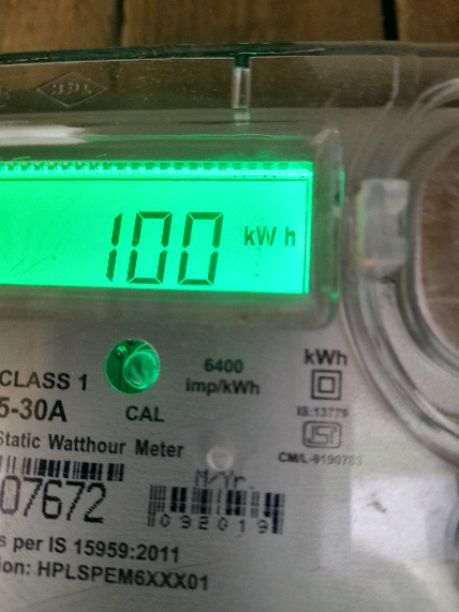 100 kWh
CLASS 1
6400
imp/kWh
kWh
5-30A
CAL
IS:13779
Static Watthour Meter
CM/L-9190783
M/Yr.
07672
092019
s per IS 15959:2011
ion: HPLSPEM6XXX01